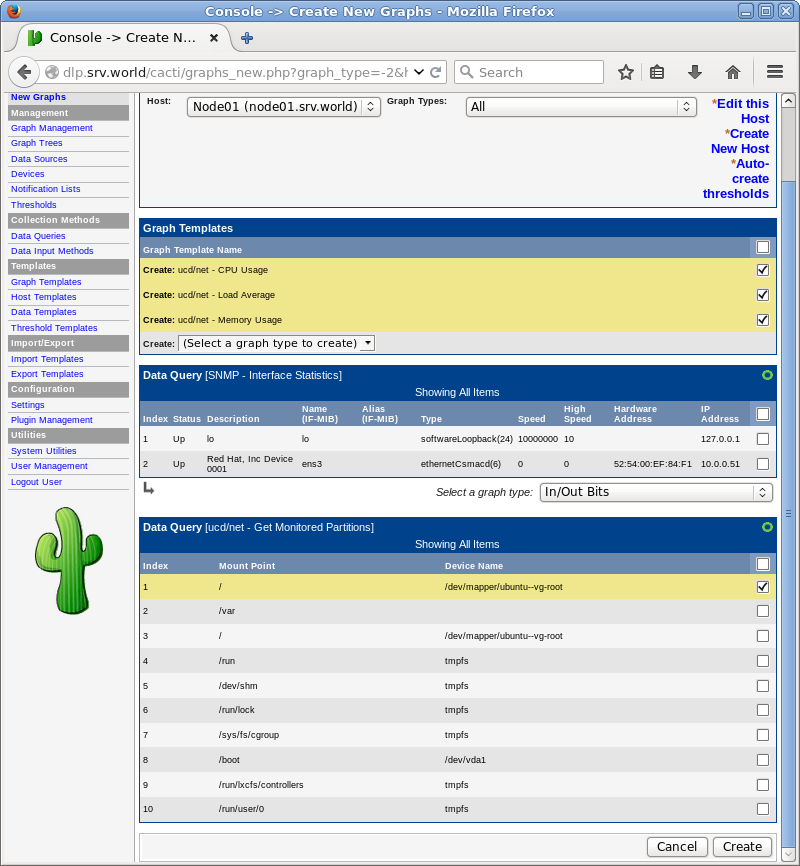 Console -> Create New Graphs - Mozilla Firefox
Console -> Create N...
dlp.srv.world/cacti/graphs_new.php?graph_type=-2&h
Search
New Graphs
Management
Graph Management
Graph Trees
Data Sources
Devices
Notification Lists
Thresholds
Collection Methods
Data Queries
Data Input Methods
Templates
Graph Templates
Host Templates
Data Templates
Threshold Templates
Import/Export
Import Templates
Export Templates
Configuration
Settings
Plugin Management
Utilities
System Utilities
User Management
Logout User
Host: Node01 (node01.srv.world) Graph Types: All
*Edit this
Host
*Create
New Host
*Auto-
create
thresholds
Graph Templates
Graph Template Name
Create: ucd/net - CPU Usage
Create: ucd/net - Load Average
Create: ucd/net - Memory Usage
Create: (Select a graph type to create)
Data Query [SNMP - Interface Statistics]
Showing All Items
Index Status Description Name (IF-MIB) Alias (IF-MIB) Type Speed High Speed Hardware Address IP Address
1 Up lo lo softwareLoopback(24) 10000000 10 127.0.0.1
2 Up Red Hat, Inc Device 0001 ens3 ethernetCsmacd(6) 0 0 52:54:00:EF:84:F1 10.0.0.51
Select a graph type: In/Out Bits
Data Query [ucd/net - Get Monitored Partitions]
Showing All Items
Index Mount Point Device Name
1 / /dev/mapper/ubuntu--vg-root
2 /var
3 / /dev/mapper/ubuntu--vg-root
4 /run tmpfs
5 /dev/shm tmpfs
6 /run/lock tmpfs
7 /sys/fs/cgroup tmpfs
8 /boot /dev/vda1
9 /run/lxcfs/controllers tmpfs
10 /run/user/0 tmpfs
Cancel Create